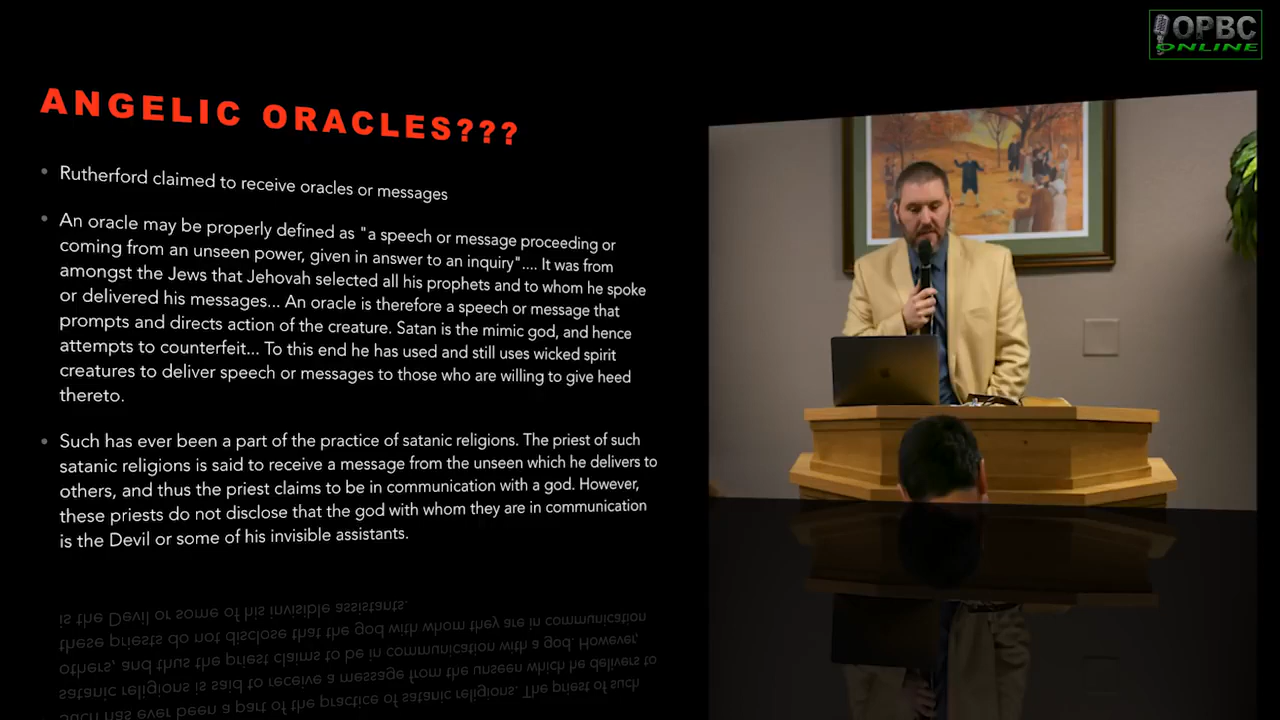 OPBC
ONLINE
ANGELIC ORACLES???
Rutherford claimed to receive oracles or messages
An oracle may be properly defined as "a speech or message proceeding or
coming from an unseen power, given in answer to an inquiry".... It was from
amongst the Jews that Jehovah selected all his prophets and to whom he spoke
or delivered his messages... An oracle is therefore a speech or message that
prompts and directs action of the creature. Satan is the mimic god, and hence
attempts to counterfeit... To this end he has used and still uses wicked spirit
creatures to deliver speech or messages to those who are willing to give heed
thereto.
Such has ever been a part of the practice of satanic religions. The priest of such
satanic religions is said to receive a message from the unseen which he delivers to
others, and thus the priest claims to be in communication with a god. However,
these priests do not disclose that the god with whom they are in communication
is the Devil or some of his invisible assistants.